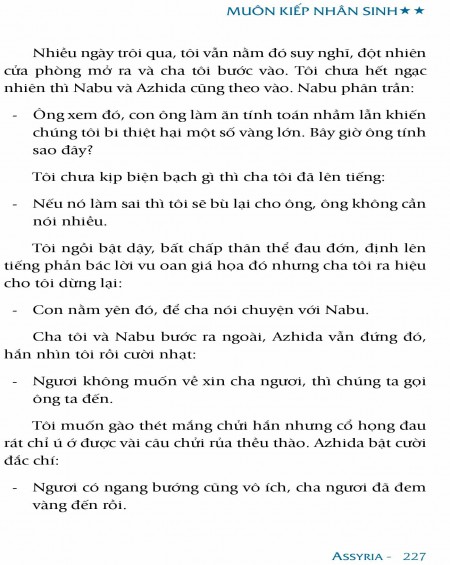 MUÔN KIẾP NHÂN SINH★★
Nhiều ngày trôi qua, tôi vẫn nằm đó suy nghĩ, đột nhiên
cửa phòng mở ra và cha tôi bước vào. Tôi chưa hết ngạc
nhiên thì Nabu và Azhida cũng theo vào. Nabu phân trần:
- Ông xem đó, con ông làm ăn tính toán nhầm lẫn khiến
chúng tôi bị thiệt hại một số vàng lớn. Bây giờ ông tính
sao đây?
Tôi chưa kịp biện bạch gì thì cha tôi đã lên tiếng:
- Nếu nó làm sai thì tôi sẽ bù lại cho ông, ông không cần
nói nhiều.
Tôi ngồi bật dậy, bất chấp thân thể đau đớn, định lên
tiếng phản bác lời vu oan giá họa đó nhưng cha tôi ra hiệu
cho tôi dừng lại:
- Con nằm yên đó, để cha nói chuyện với Nabu.
Cha tôi và Nabu bước ra ngoài, Azhida vẫn đứng đó,
hắn nhìn tôi rồi cười nhạt:
- Ngươi không muốn về xin cha ngươi, thì chúng ta gọi
ông ta đến.
Tôi muốn gào thét mắng chửi hắn nhưng cổ họng đau
rát chỉ ú ớ được vài câu chửi rủa thều thào. Azhida bật cười
đắc chí:
- Ngươi có ngang bướng cũng vô ích, cha ngươi đã đem
vàng đến rồi.
ASSYRIA - 227